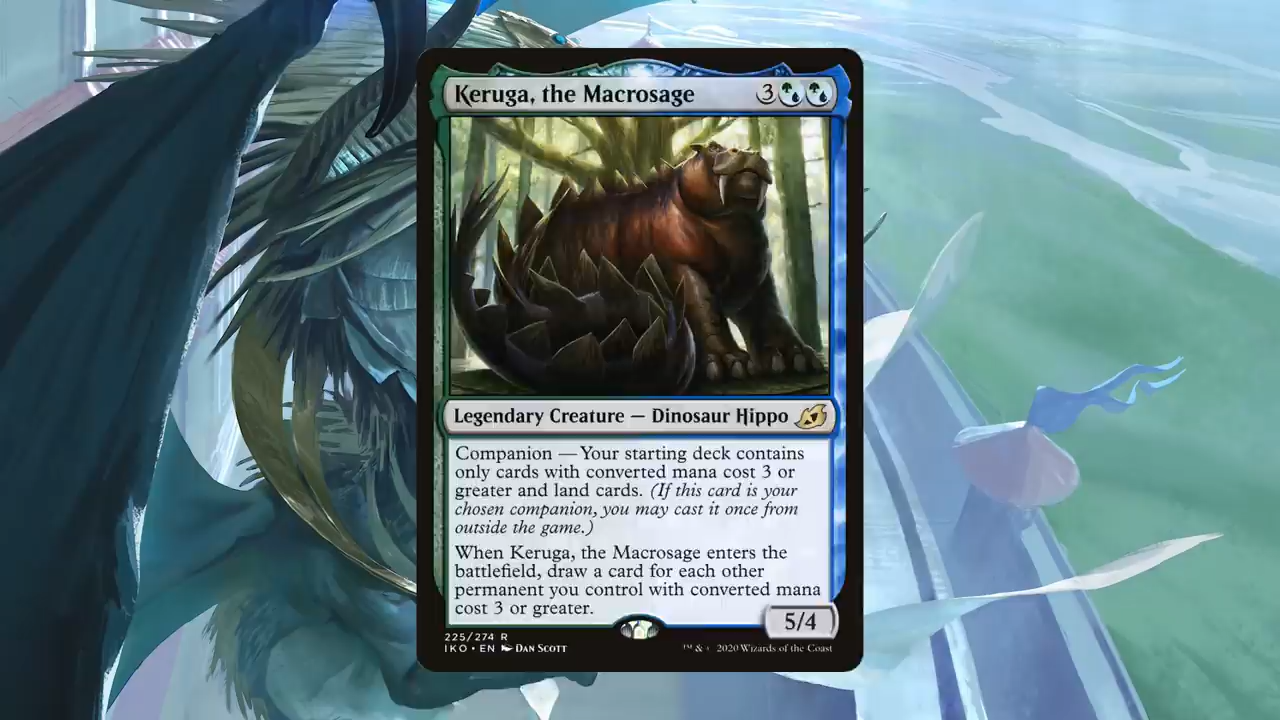 Keruga, the Macrosage 3
Legendary Creature — Dinosaur Hippo
Companion — Your starting deck contains
only cards with converted mana cost 3 or
greater and land cards. (If this card is your
chosen companion, you may cast it once from
outside the game.)
When Keruga, the Macrosage enters the
battlefield, draw a card for each other
permanent you control with converted mana
cost 3 or greater.
5/4
225/274 R
IKO • EN Dan Scott ™ & © 2020 Wizards of the Coast